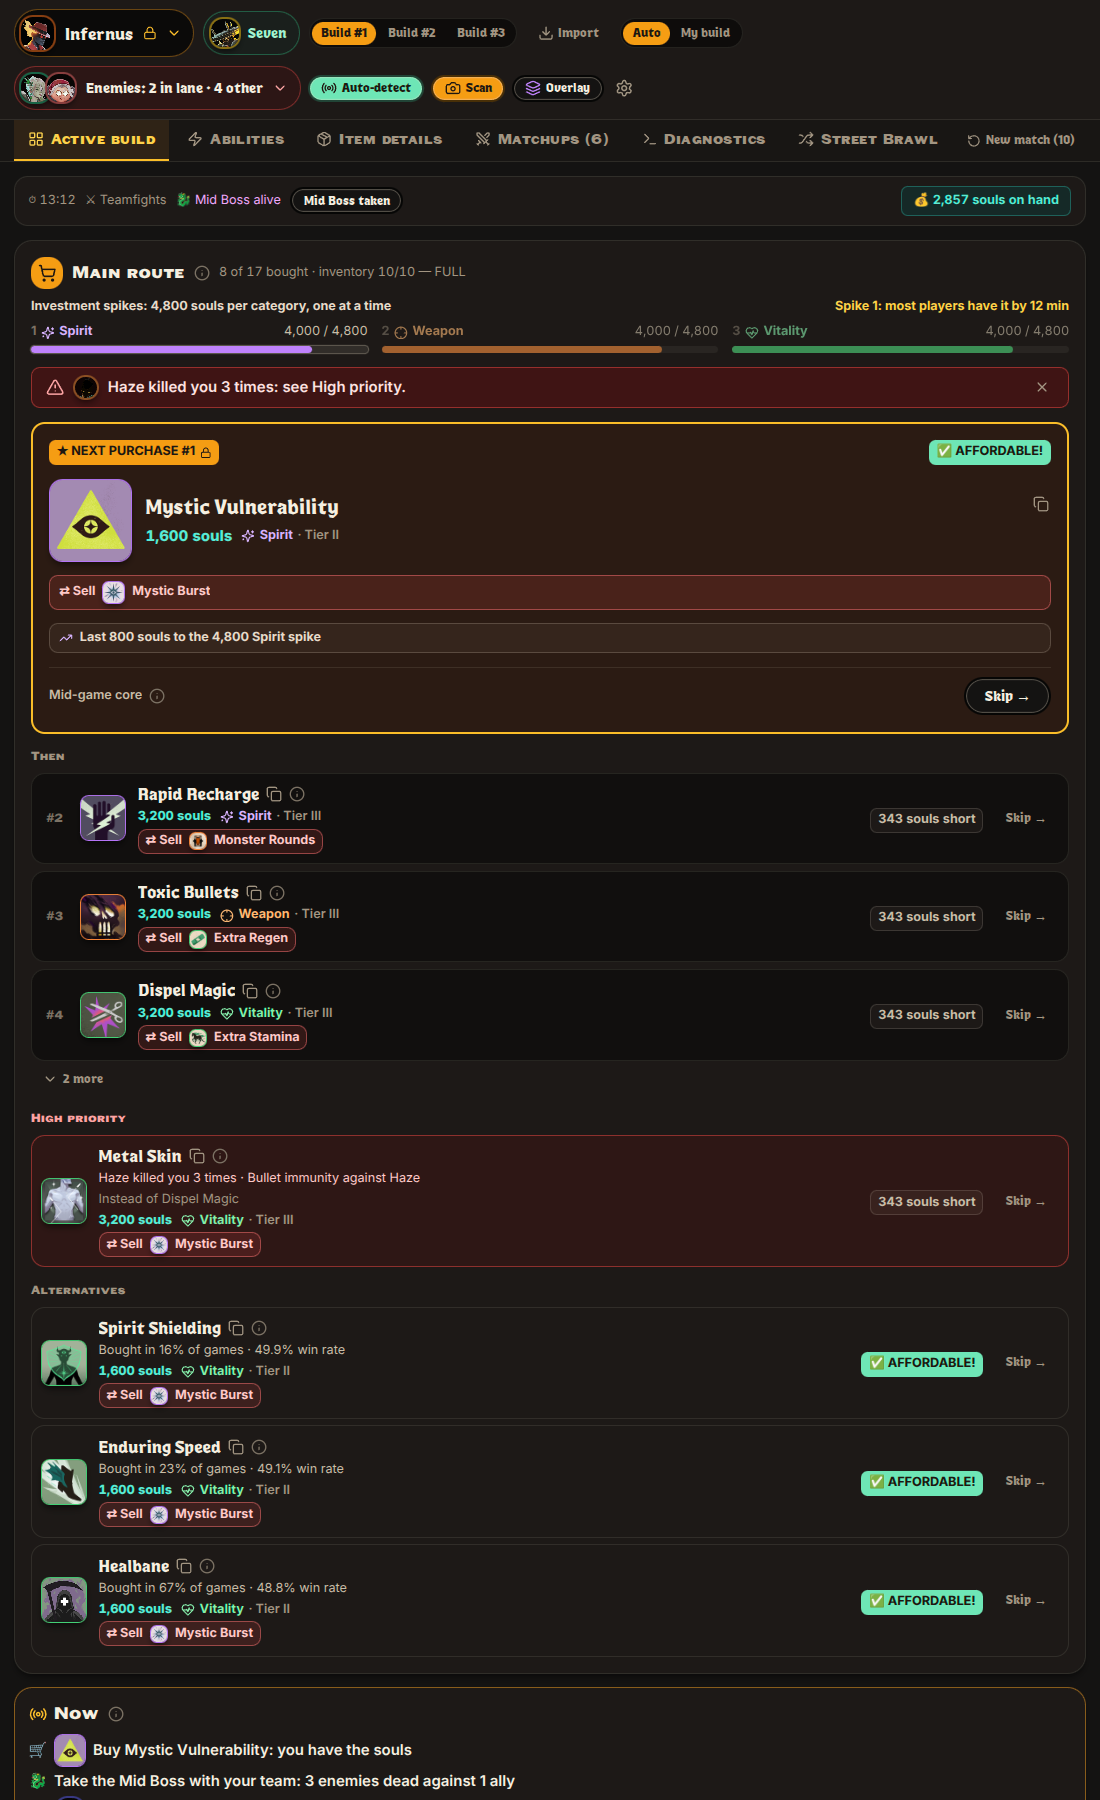 Infernus
Seven
Build #1 Build #2 Build #3
Import
Auto My build
Enemies: 2 in lane · 4 other
Auto-detect
Scan
Overlay
Active build
Abilities
Item details
Matchups (6)
Diagnostics
Street Brawl
New match (10)
13:12 Teamfights Mid Boss alive Mid Boss taken
2,857 souls on hand
Main route 8 of 17 bought · inventory 10/10 — FULL
Investment spikes: 4,800 souls per category, one at a time
Spike 1: most players have it by 12 min
1 Spirit 4,000 / 4,800
2 Weapon 4,000 / 4,800
3 Vitality 4,000 / 4,800
Haze killed you 3 times: see High priority.
★ NEXT PURCHASE #1
✅ AFFORDABLE!
Mystic Vulnerability
1,600 souls Spirit · Tier II
⇄ Sell Mystic Burst
Last 800 souls to the 4,800 Spirit spike
Mid-game core
Skip →
Then
#2
Rapid Recharge
3,200 souls Spirit · Tier III
⇄ Sell Monster Rounds
343 souls short
Skip →
#3
Toxic Bullets
3,200 souls Weapon · Tier III
⇄ Sell Extra Regen
343 souls short
Skip →
#4
Dispel Magic
3,200 souls Vitality · Tier III
⇄ Sell Extra Stamina
343 souls short
Skip →
2 more
High priority
Metal Skin
Haze killed you 3 times · Bullet immunity against Haze
Instead of Dispel Magic
3,200 souls Vitality · Tier III
⇄ Sell Mystic Burst
343 souls short
Skip →
Alternatives
Spirit Shielding
Bought in 16% of games · 49.9% win rate
1,600 souls Vitality · Tier II
⇄ Sell Mystic Burst
✅ AFFORDABLE!
Skip →
Enduring Speed
Bought in 23% of games · 49.1% win rate
1,600 souls Vitality · Tier II
⇄ Sell Mystic Burst
✅ AFFORDABLE!
Skip →
Healbane
Bought in 67% of games · 48.8% win rate
1,600 souls Vitality · Tier II
⇄ Sell Mystic Burst
✅ AFFORDABLE!
Skip →
Now
Buy Mystic Vulnerability: you have the souls
Take the Mid Boss with your team: 3 enemies dead against 1 ally